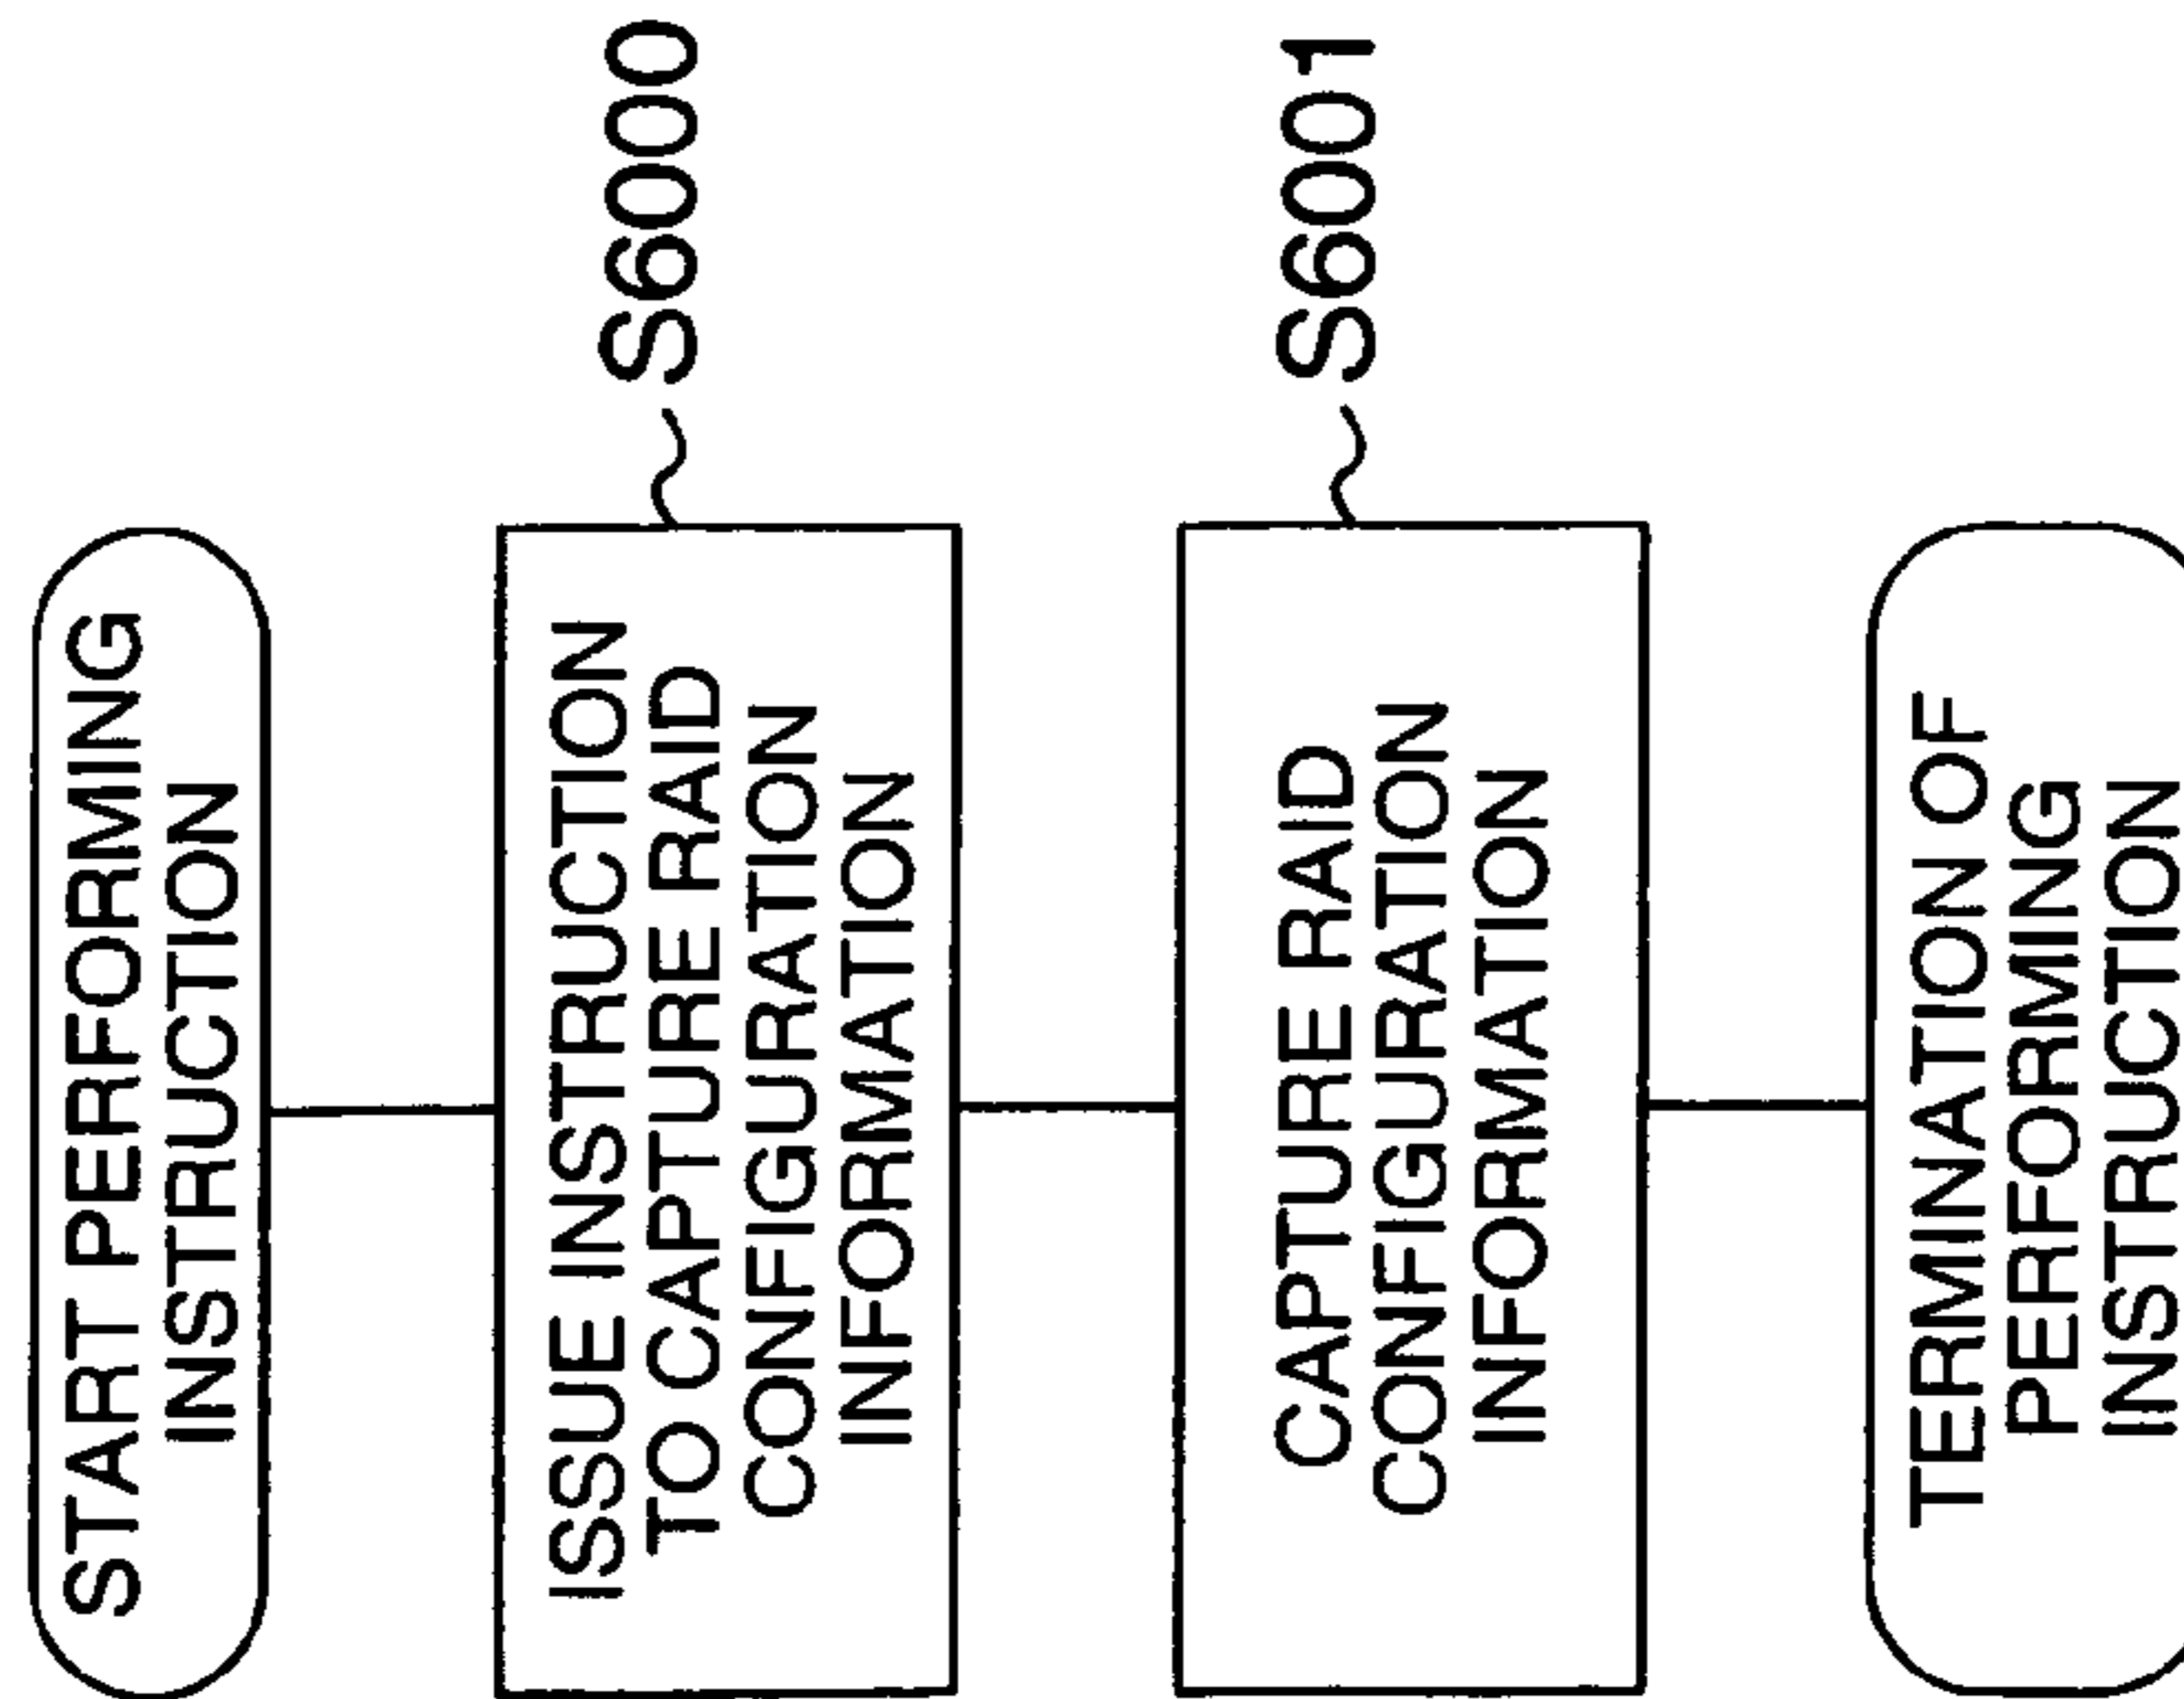 START PERFORMING
INSTRUCTION
ISSUE INSTRUCTION
TO CAPTURE RAID
CONFIGURATION
INFORMATION
S6000
CAPTURE RAID
CONFIGURATION
INFORMATION
S6001
TERMINATION OF
PERFORMING
INSTRUCTION